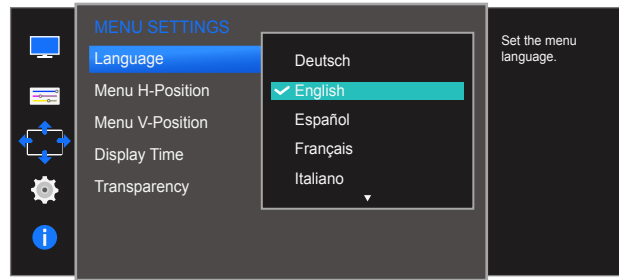 MENU SETTINGS
Language
Menu H-Position
Menu V-Position
Display Time
Transparency
Deutsch
English
Español
Français
Italiano
Set the menu
language.